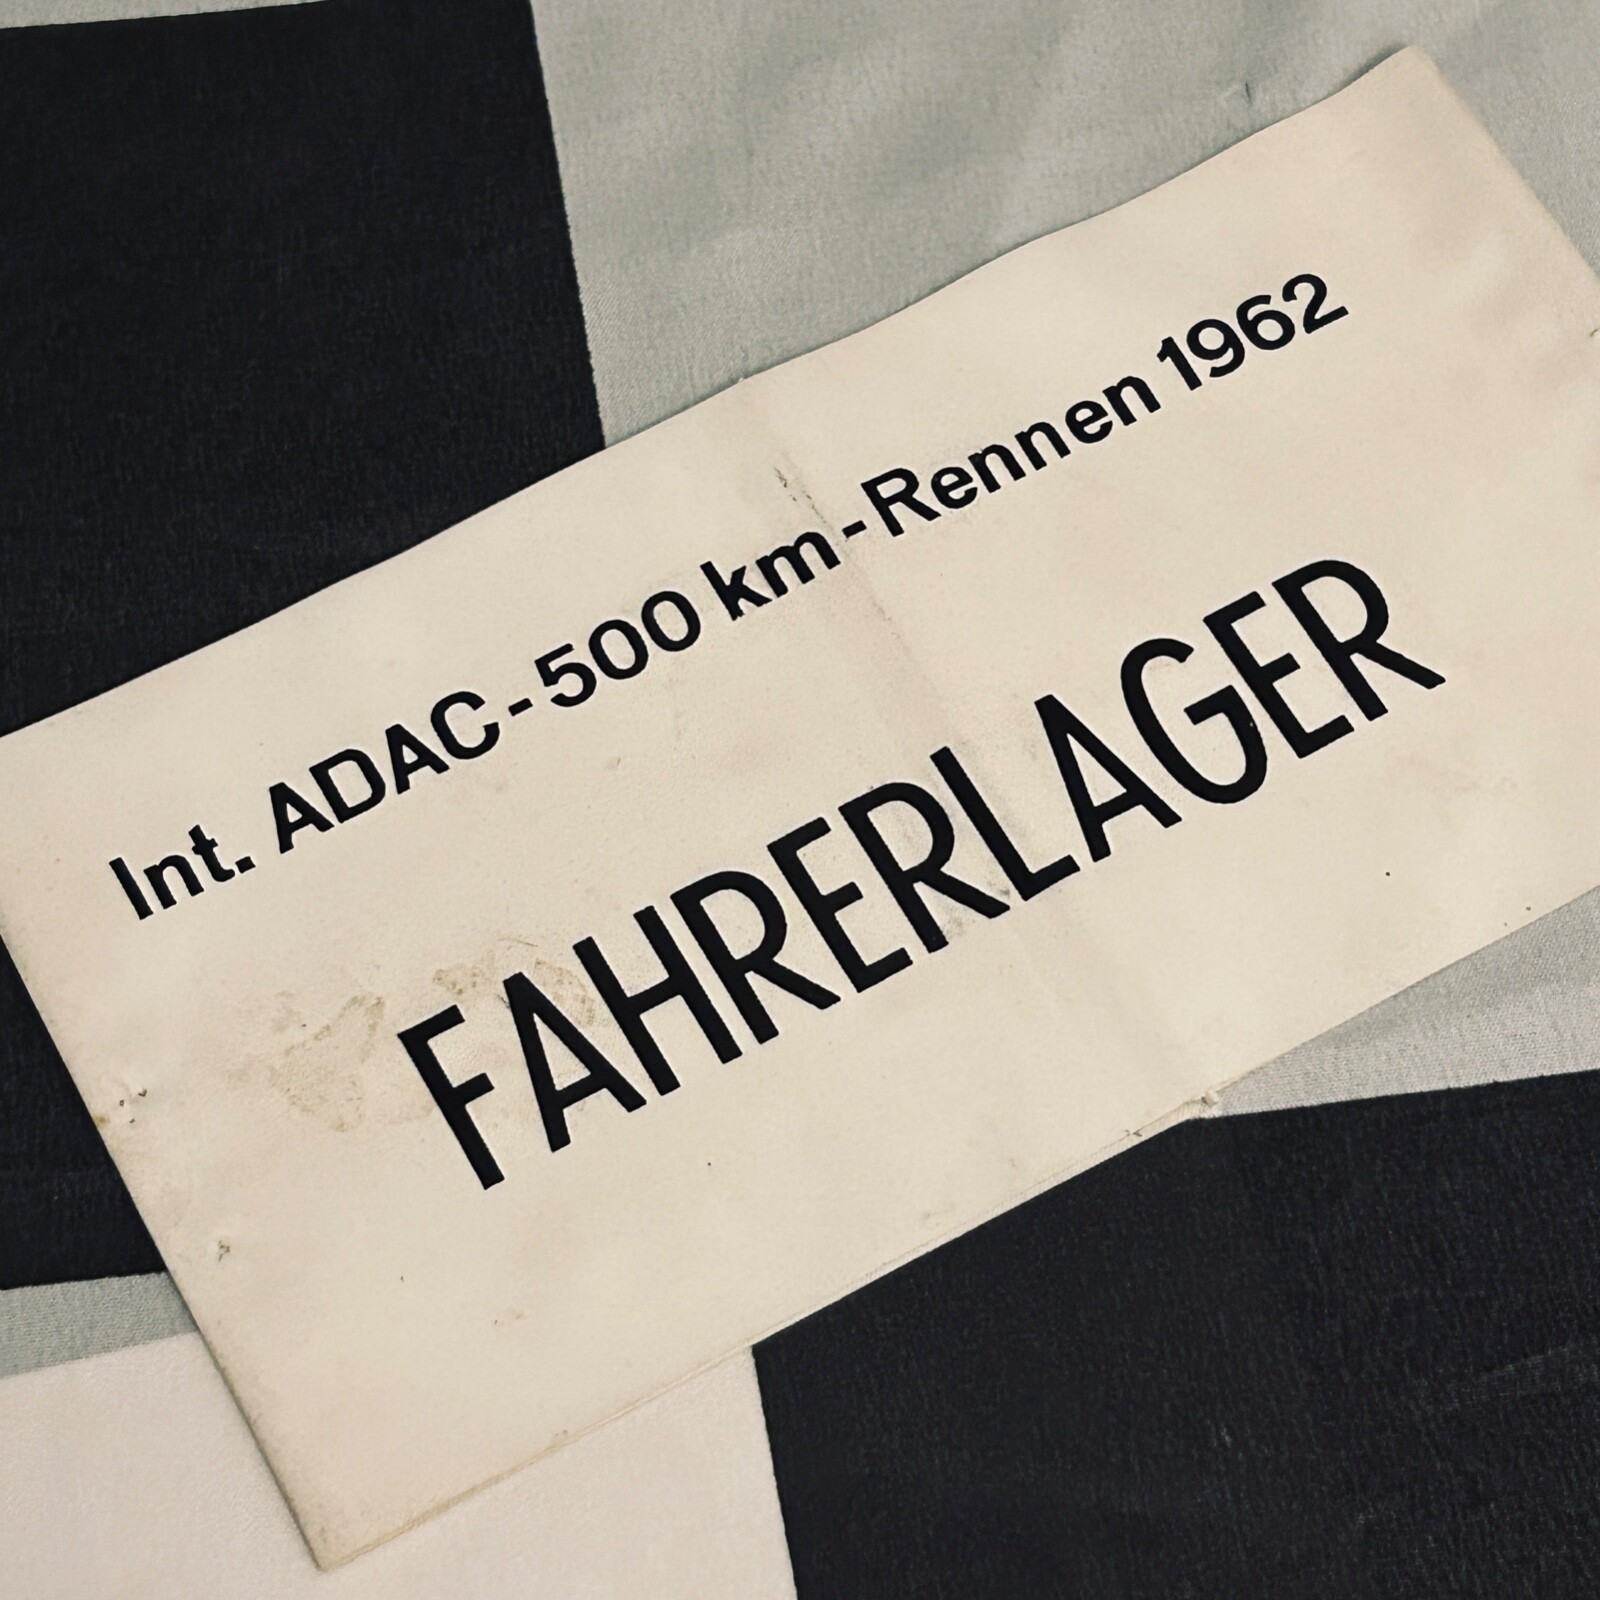 Int. ADAC - 500 km - Rennen 1962
FAHRERLAGER